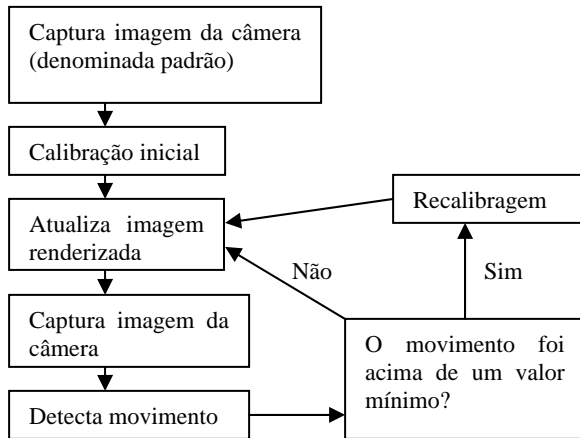 Captura imagem da câmera
(denominada padrão)
Calibração inicial
Atualiza imagem
renderizada
Recalibragem
Não
Sim
Captura imagem da
câmera
O movimento foi
acima de um valor
mínimo?
Detecta movimento